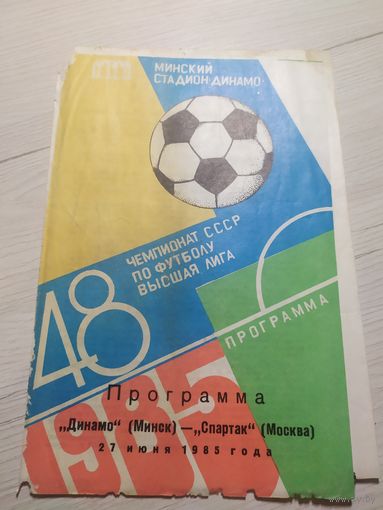 МИНСКИЙ
СТАДИОН·ДИНАМО·
48
ЧЕМПИОНАТ СССР
ПО ФУТБОЛУ
ВЫСШАЯ ЛИГА
ПРОГРАММА
1985
Программа
„Динамо“ (Минск) — „Спартак“ (Москва)
27 июня 1985 года